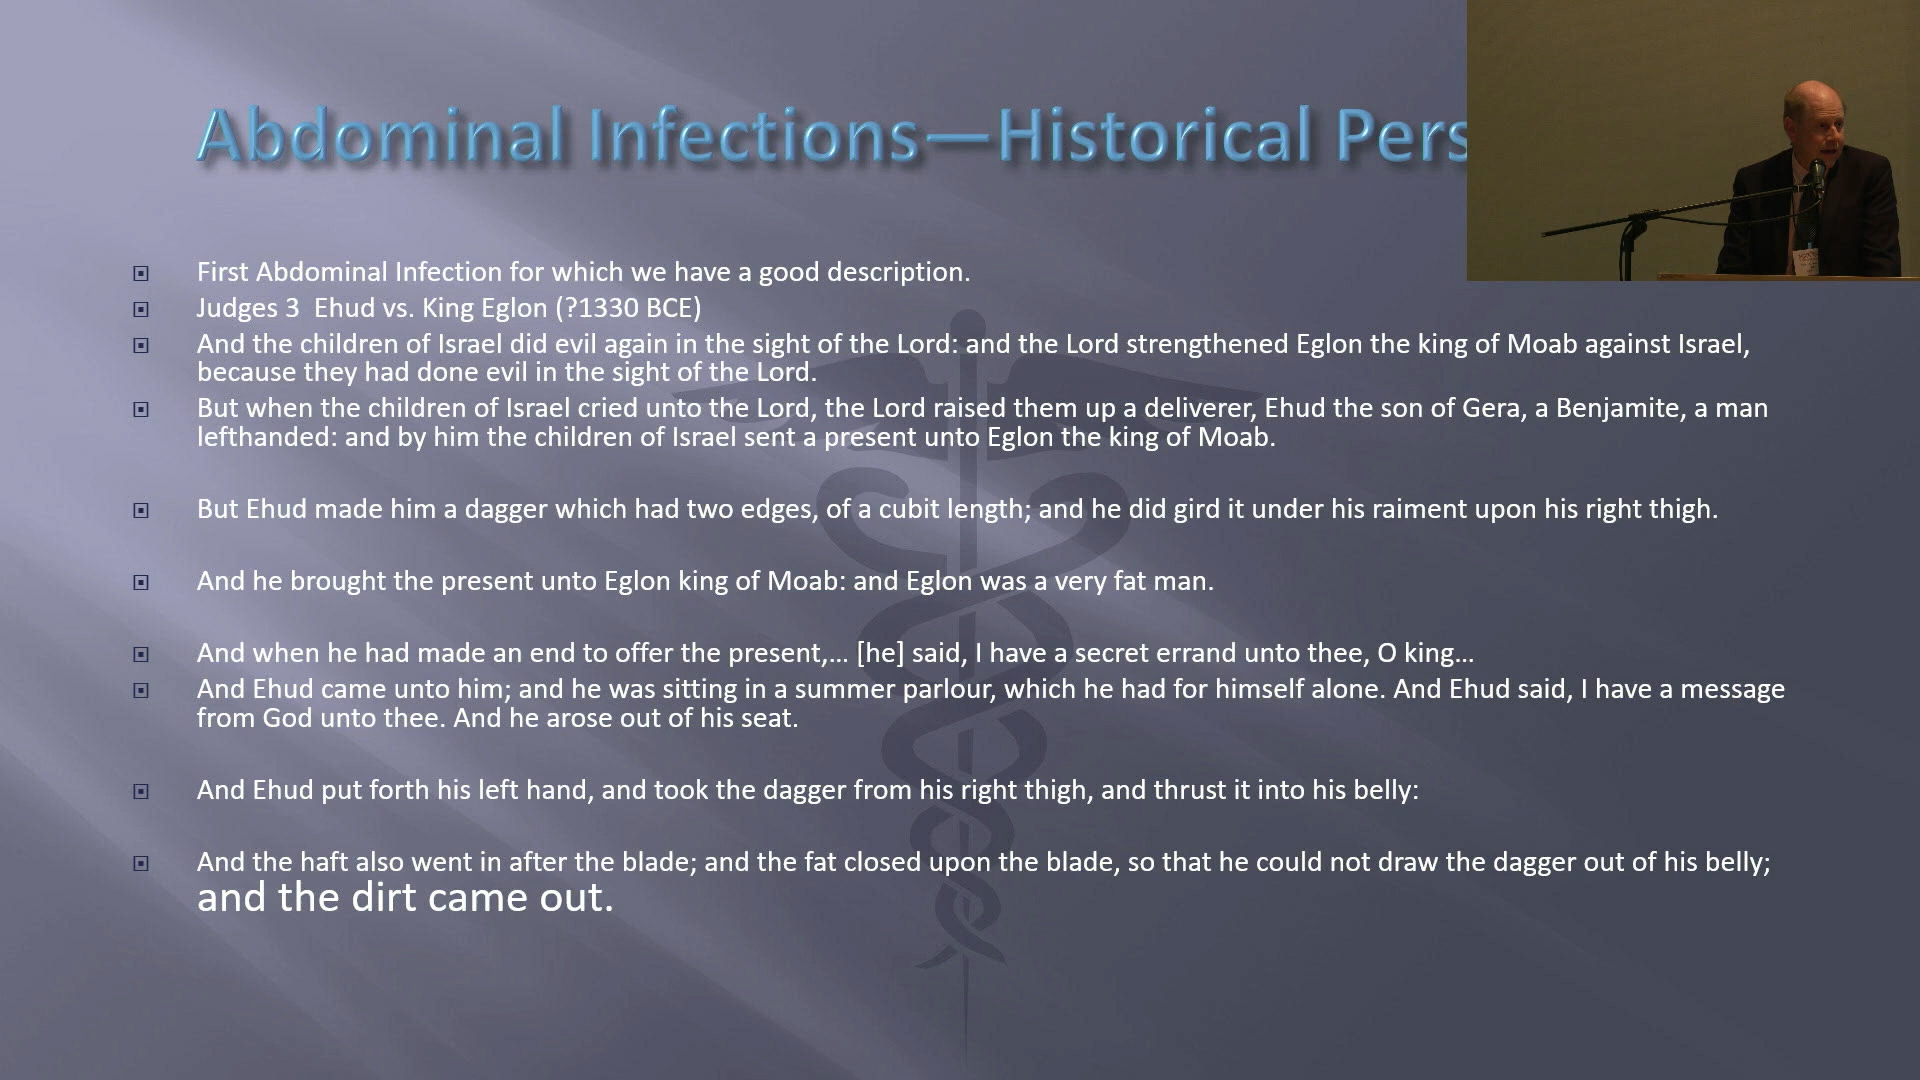 Abdominal Infections—Historical Pers
First Abdominal Infection for which we have a good description.
Judges 3  Ehud vs. King Eglon (?1330 BCE)
And the children of Israel did evil again in the sight of the Lord: and the Lord strengthened Eglon the king of Moab against Israel,
because they had done evil in the sight of the Lord.
But when the children of Israel cried unto the Lord, the Lord raised them up a deliverer, Ehud the son of Gera, a Benjamite, a man
lefthanded: and by him the children of Israel sent a present unto Eglon the king of Moab.
But Ehud made him a dagger which had two edges, of a cubit length; and he did gird it under his raiment upon his right thigh.
And he brought the present unto Eglon king of Moab: and Eglon was a very fat man.
And when he had made an end to offer the present,... [he] said, I have a secret errand unto thee, O king...
And Ehud came unto him; and he was sitting in a summer parlour, which he had for himself alone. And Ehud said, I have a message
from God unto thee. And he arose out of his seat.
And Ehud put forth his left hand, and took the dagger from his right thigh, and thrust it into his belly:
And the haft also went in after the blade; and the fat closed upon the blade, so that he could not draw the dagger out of his belly;
and the dirt came out.